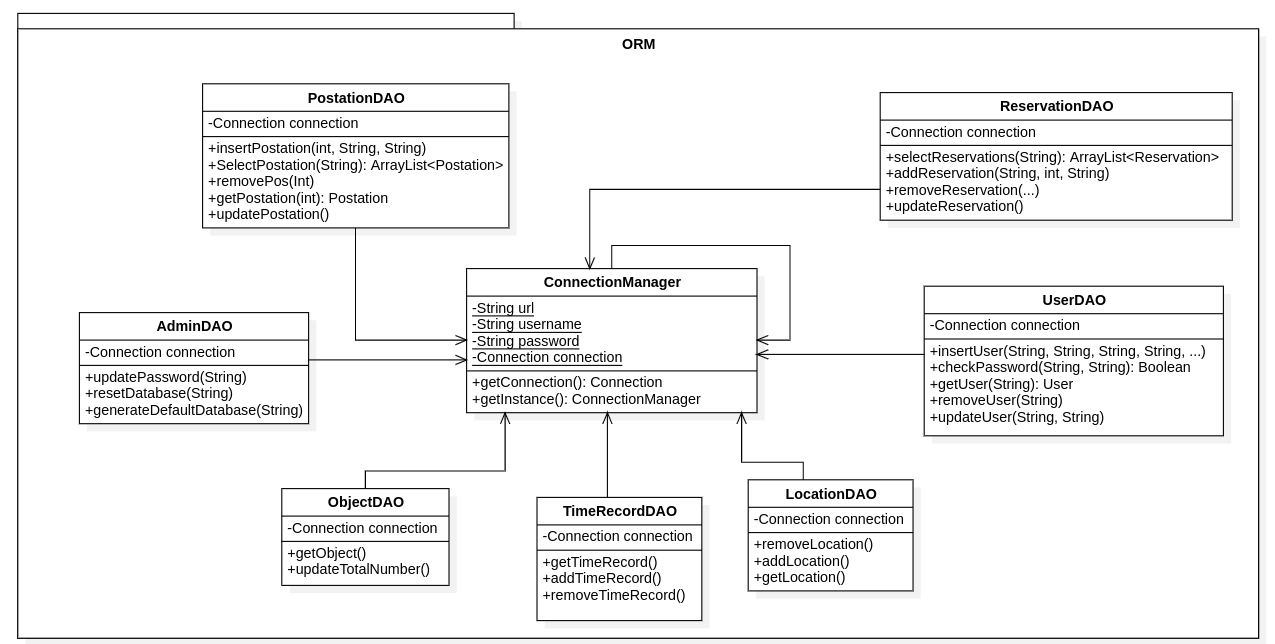 ORM
PostationDAO
-Connection connection
+insertPostation(int, String, String)
+SelectPostation(String): ArrayList<Postation>
+removePos(Int)
+getPostation(int): Postation
+updatePostation()
ReservationDAO
-Connection connection
+selectReservations(String): ArrayList<Reservation>
+addReservation(String, int, String)
+removeReservation(...)
+updateReservation()
ConnectionManager
-String url
-String username
-String password
-Connection connection
+getConnection(): Connection
+getInstance(): ConnectionManager
AdminDAO
-Connection connection
+updatePassword(String)
+resetDatabase(String)
+generateDefaultDatabase(String)
UserDAO
-Connection connection
+insertUser(String, String, String, String, ...)
+checkPassword(String, String): Boolean
+getUser(String): User
+removeUser(String)
+updateUser(String, String)
ObjectDAO
-Connection connection
+getObject()
+updateTotalNumber()
TimeRecordDAO
-Connection connection
+getTimeRecord()
+addTimeRecord()
+removeTimeRecord()
LocationDAO
-Connection connection
+removeLocation()
+addLocation()
+getLocation()